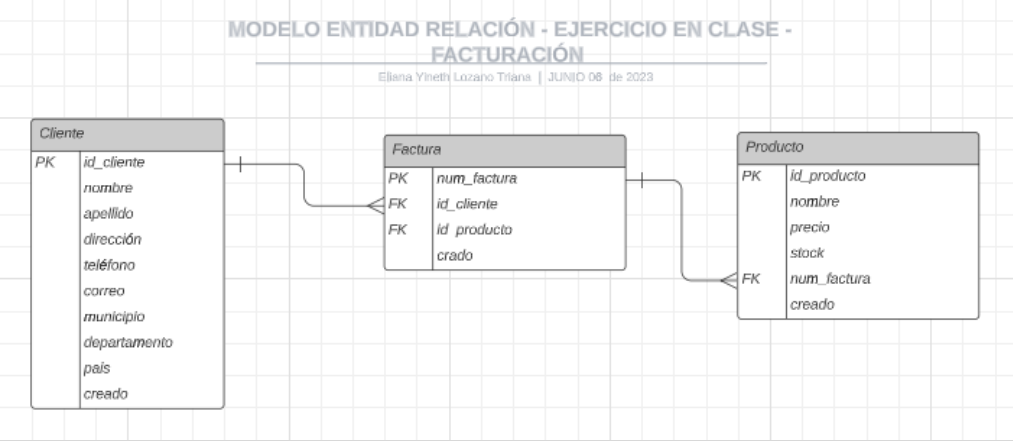 MODELO ENTIDAD RELACIÓN - EJERCICIO EN CLASE -
FACTURACIÓN
Eliana Yineth Lozano Triana | JUNIO 06 de 2023
Cliente
PK id_cliente
nombre
apellido
dirección
teléfono
correo
municipio
departamento
país
creado
Factura
PK num_factura
FK id_cliente
FK id_producto
crado
Producto
PK id_producto
nombre
precio
stock
FK num_factura
creado